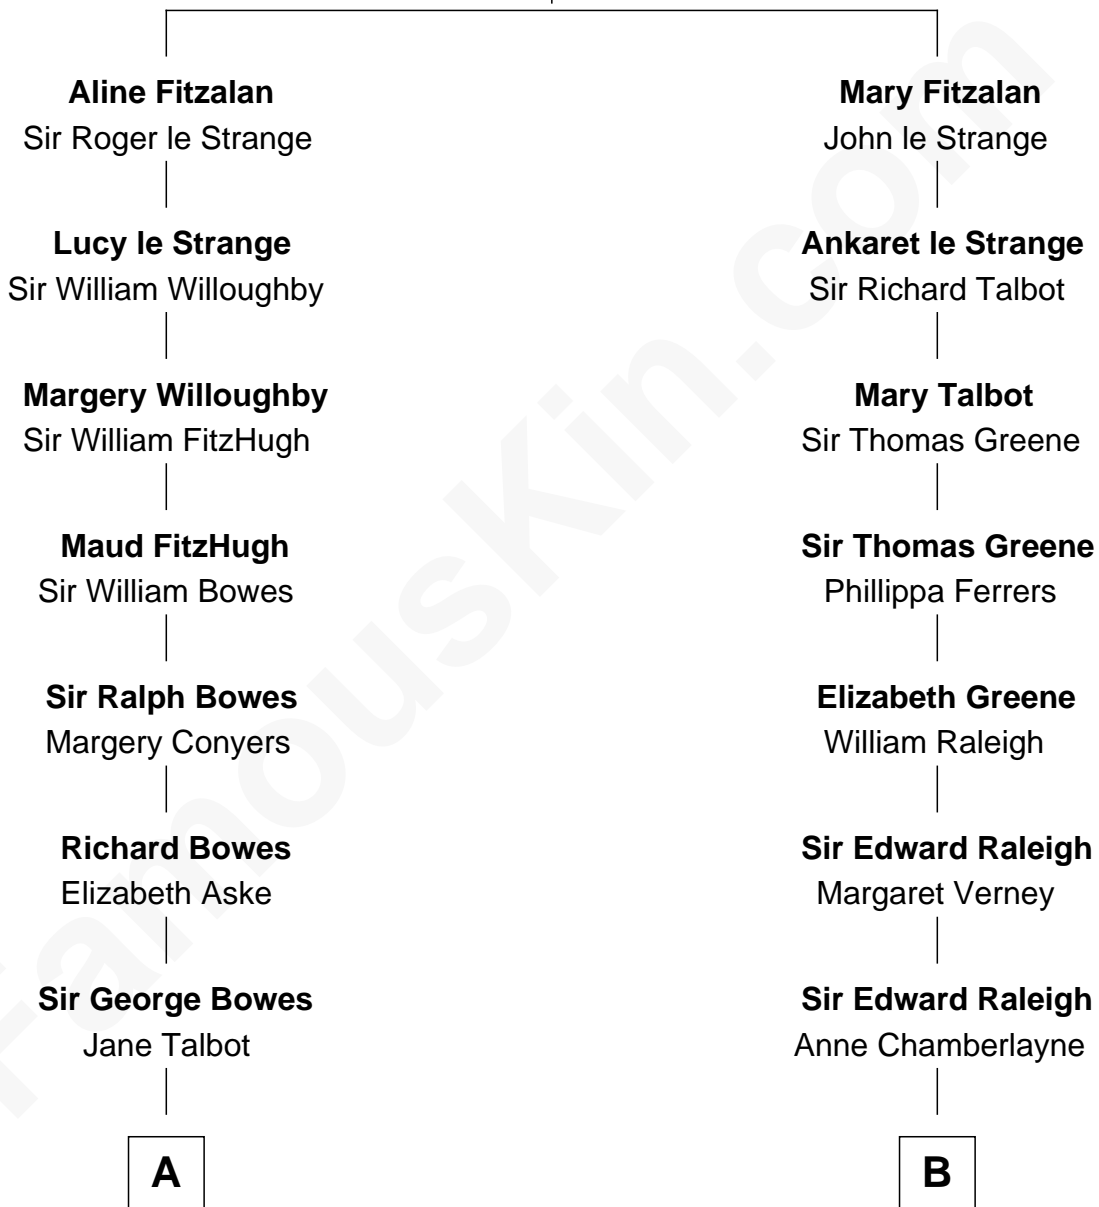 Aline Fitzalan
Sir Roger le Strange
Lucy le Strange
Sir William Willoughby
Margery Willoughby
Sir William FitzHugh
Maud FitzHugh
Sir William Bowes
Sir Ralph Bowes
Margery Conyers
Richard Bowes
Elizabeth Aske
Sir George Bowes
Jane Talbot
A
Mary Fitzalan
John le Strange
Ankaret le Strange
Sir Richard Talbot
Mary Talbot
Sir Thomas Greene
Sir Thomas Greene
Phillippa Ferrers
Elizabeth Greene
William Raleigh
Sir Edward Raleigh
Margaret Verney
Sir Edward Raleigh
Anne Chamberlayne
B
FamousKin.com